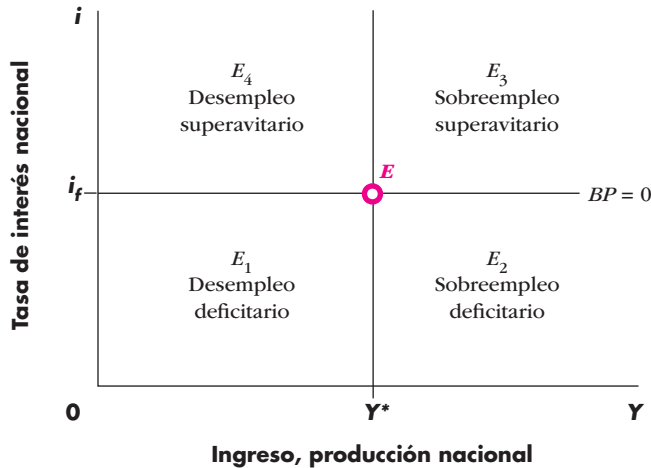 i
Tasa de interés nacional
E4
Desempleo
superavitario
E3
Sobreempleo
superavitario
E
if
BP = 0
E1
Desempleo
deficitario
E2
Sobreempleo
deficitario
0
Y*
Y
Ingreso, producción nacional